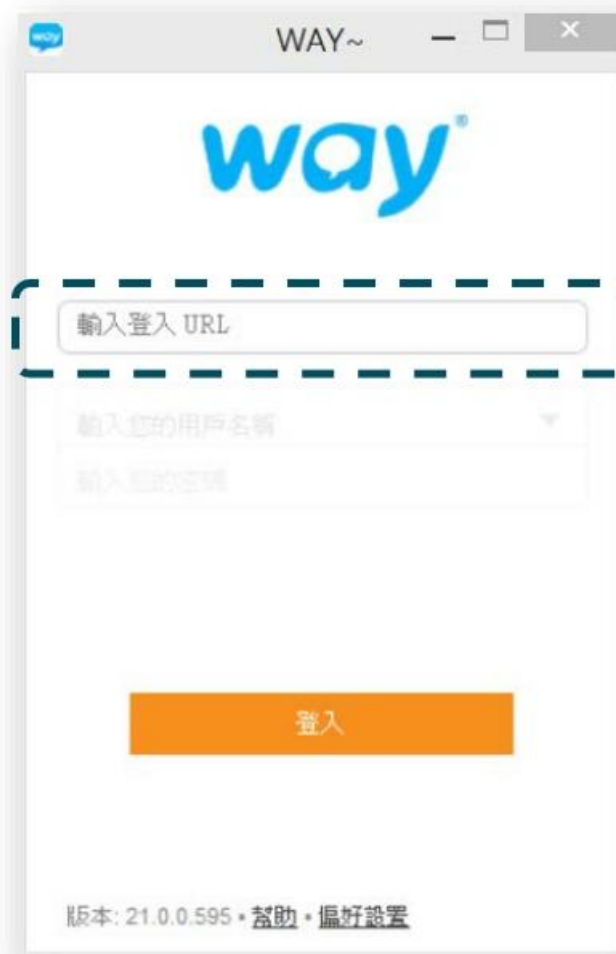 way
WAY~
way®
輸入登入 URL
輸入您的用戶名稱
輸入您的密碼
登入
版本: 21.0.0.595 • 幫助 • 偏好設置